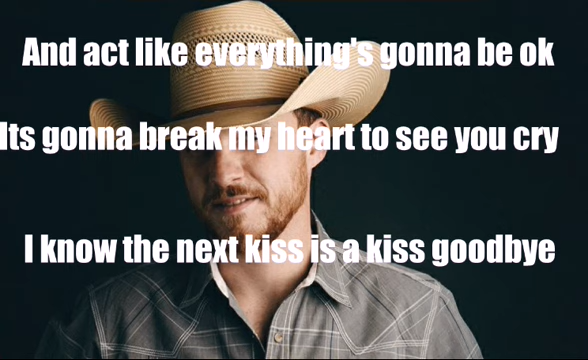 And act like everything's gonna be ok
Its gonna break my heart to see you cry
I know the next kiss is a kiss goodbye